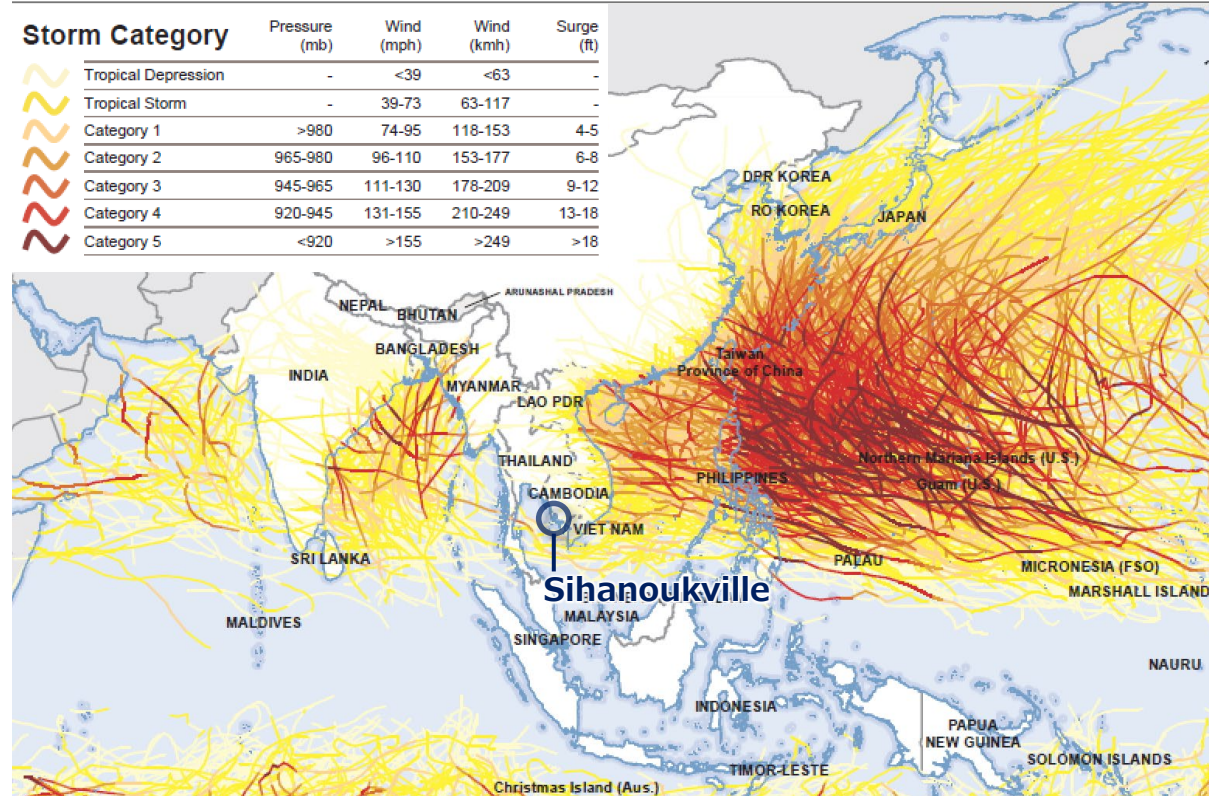 Storm Category
Pressure (mb) Wind (mph) Wind (kmh) Surge (ft)
Tropical Depression - <39 <63 -
Tropical Storm - 39-73 63-117 -
Category 1 >980 74-95 118-153 4-5
Category 2 965-980 96-110 153-177 6-8
Category 3 945-965 111-130 178-209 9-12
Category 4 920-945 131-155 210-249 13-18
Category 5 <920 >155 >249 >18
DPR KOREA
RO KOREA
JAPAN
ARUNASHAL PRADESH
NEPAL
BHUTAN
BANGLADESH
INDIA
MYANMAR
LAO PDR
Taiwan
Province of China
THAILAND
Northern Mariana Islands (U.S.)
PHILIPPINES
Guam (U.S.)
CAMBODIA
VIET NAM
SRI LANKA
PALAU
MICRONESIA (FSO)
Sihanoukville
MARSHALL ISLAND
MALAYSIA
MALDIVES
SINGAPORE
NAURU
INDONESIA
PAPUA
NEW GUINEA
SOLOMON ISLANDS
TIMOR-LESTE
Christmas Island (Aus.)